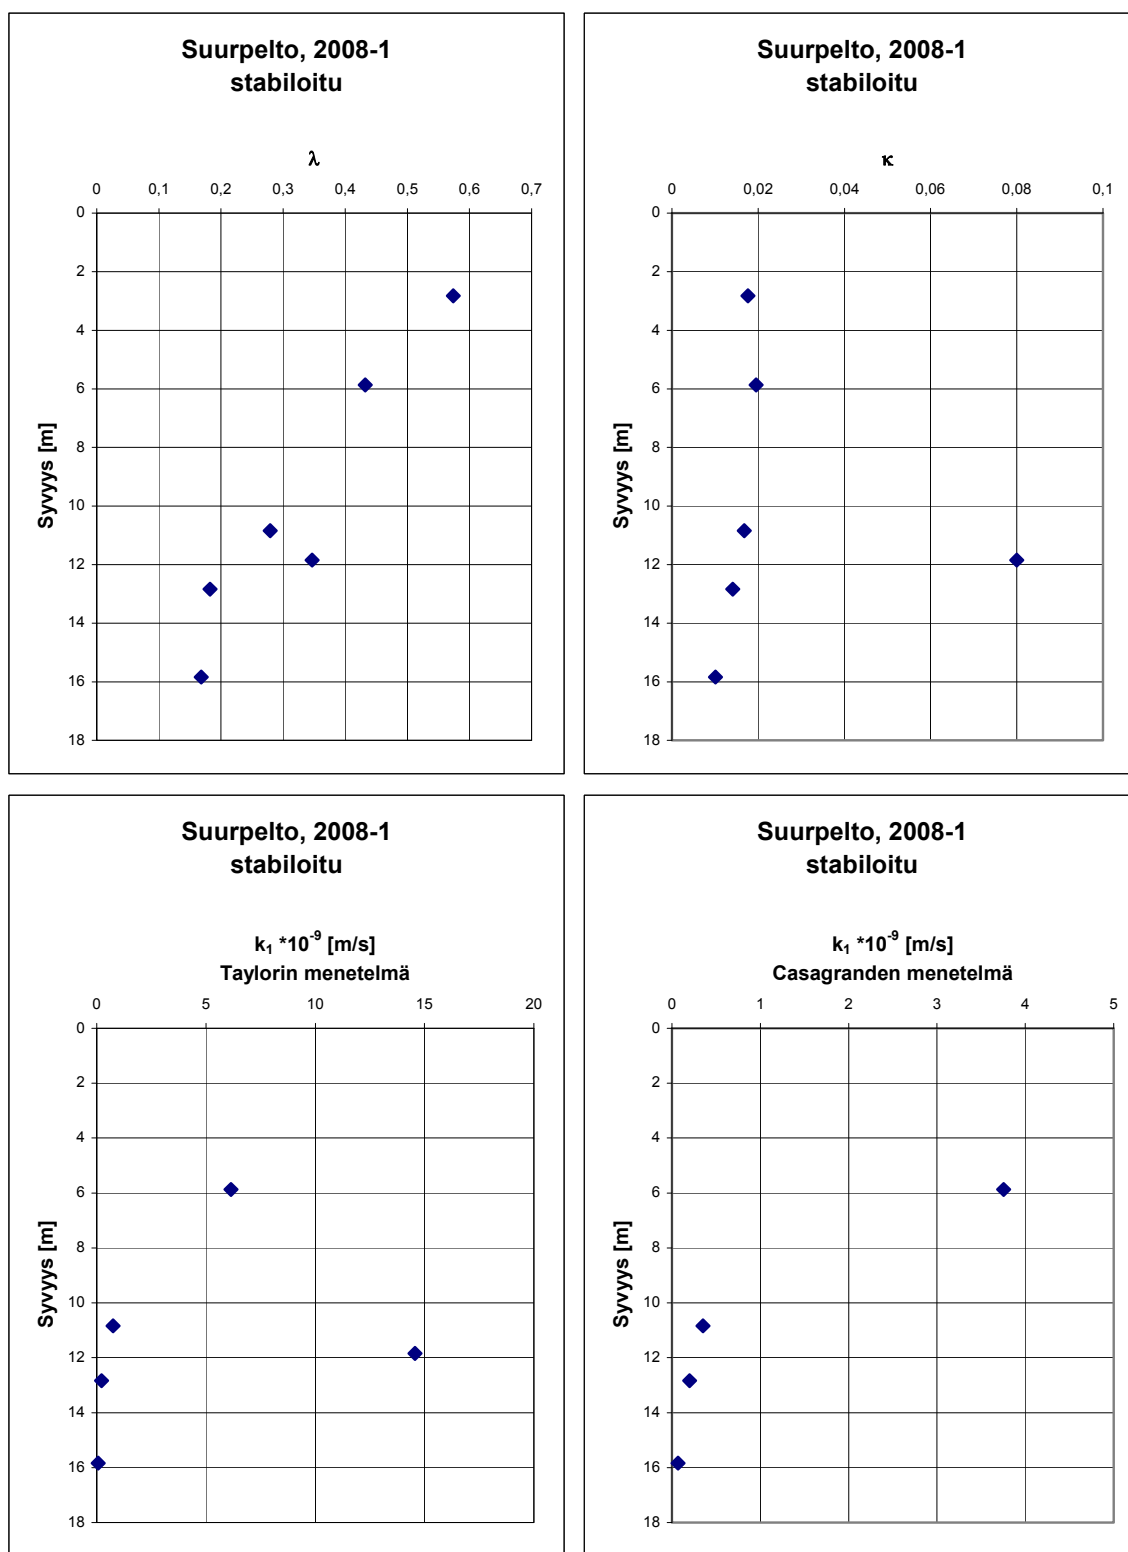 Suurpelto, 2008-1
stabiloitu
λ
0 0,1 0,2 0,3 0,4 0,5 0,6 0,7
0
2
4
6
8
10
12
14
16
18
Syvyys [m]
Suurpelto, 2008-1
stabiloitu
κ
0 0,02 0,04 0,06 0,08 0,1
0
2
4
6
8
10
12
14
16
18
Syvyys [m]
Suurpelto, 2008-1
stabiloitu
k₁ *10⁻⁹ [m/s]
Taylorin menetelmä
0 5 10 15 20
0
2
4
6
8
10
12
14
16
18
Syvyys [m]
Suurpelto, 2008-1
stabiloitu
k₁ *10⁻⁹ [m/s]
Casagranden menetelmä
0 1 2 3 4 5
0
2
4
6
8
10
12
14
16
18
Syvyys [m]